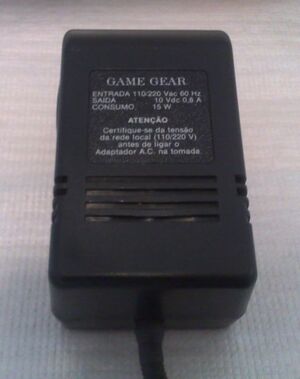 GAME GEAR
ENTRADA 110/220 Vac 60 Hz
SAIDA 10 Vdc 0,8 A
CONSUMO 15 W
ATENÇÃO
Certifique-se da tensão
da rede local (110/220 V)
antes de ligar o
Adaptador A.C. na tomada.